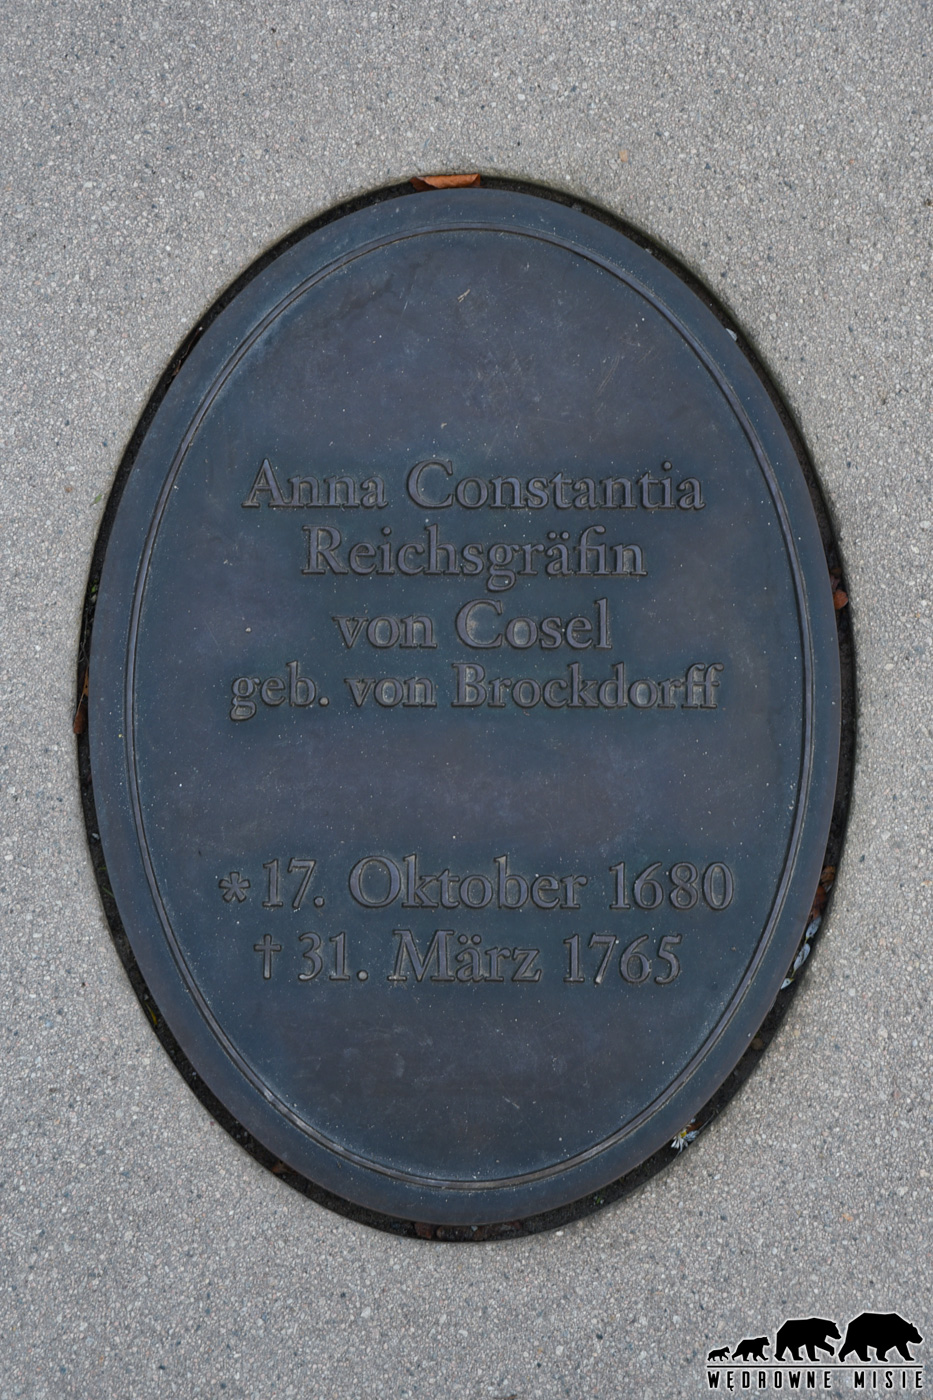 Anna Constantia
Reichsgräfin
von Cosel
geb. von Brockdorff
* 17. Oktober 1680
† 31. März 1765
WĘDROWNE MISIE